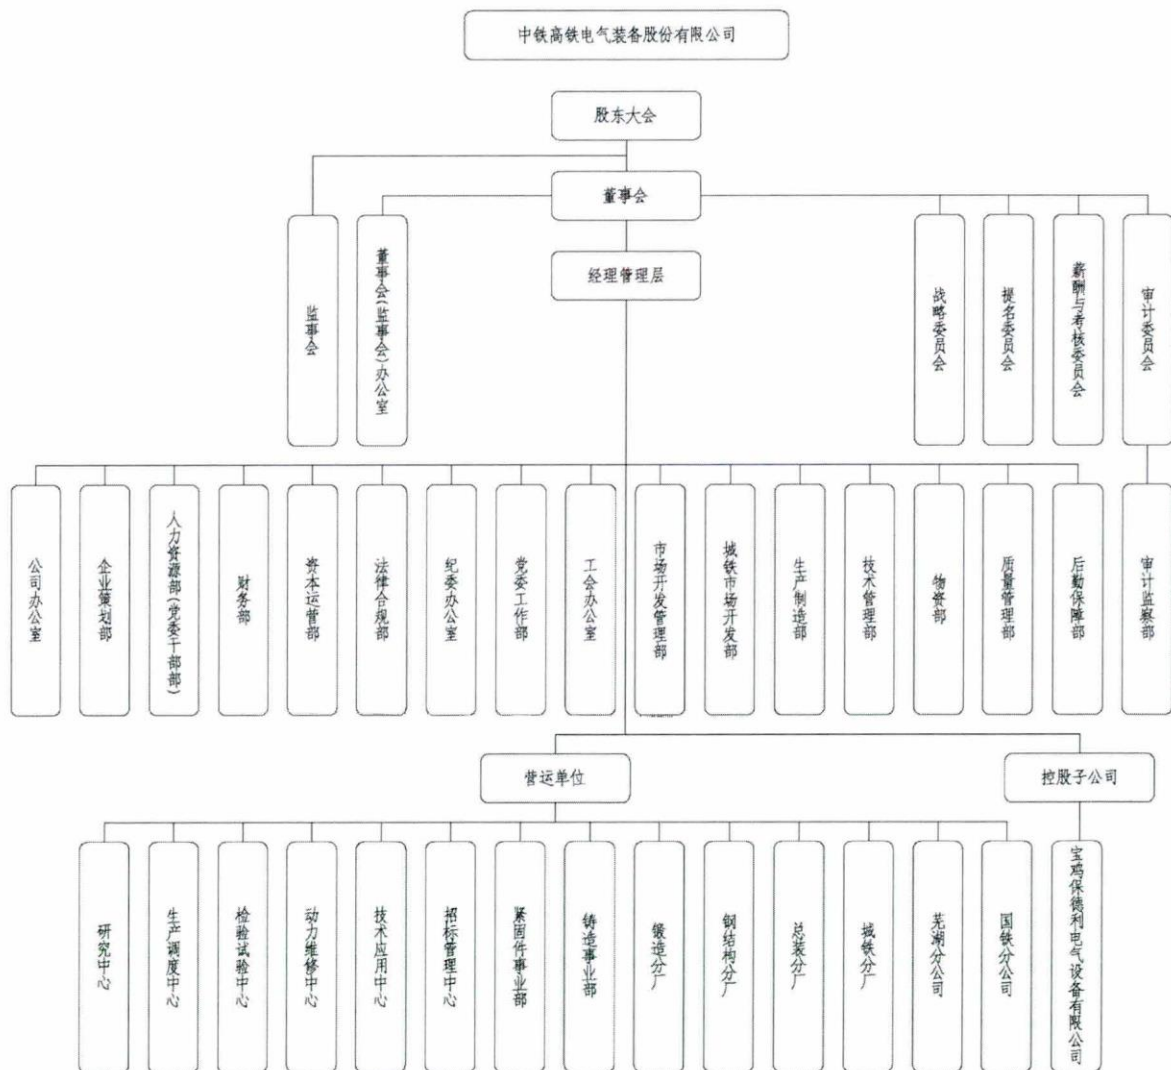 中铁高铁电气装备股份有限公司
股东大会
董事会
经理管理层
监事会
董事会(监事会)办公室
战略委员会
提名委员会
薪酬与考核委员会
审计委员会
公司办公室
企业策划部
人力资源部(党委干部部)
财务部
资本运营部
法律合规部
纪委办公室
党委工作部
工会办公室
市场开发管理部
城铁市场开发部
生产制造部
技术管理部
物资部
质量管理部
后勤保障部
审计监察部
营运单位
控股子公司
研究中心
生产调度中心
检验试验中心
动力维修中心
技术应用中心
招标管理中心
紧固件事业部
铸造事业部
锻造分厂
钢结构分厂
总装分厂
城铁分厂
芜湖分公司
国铁分公司
宝鸡保德利电气设备有限公司